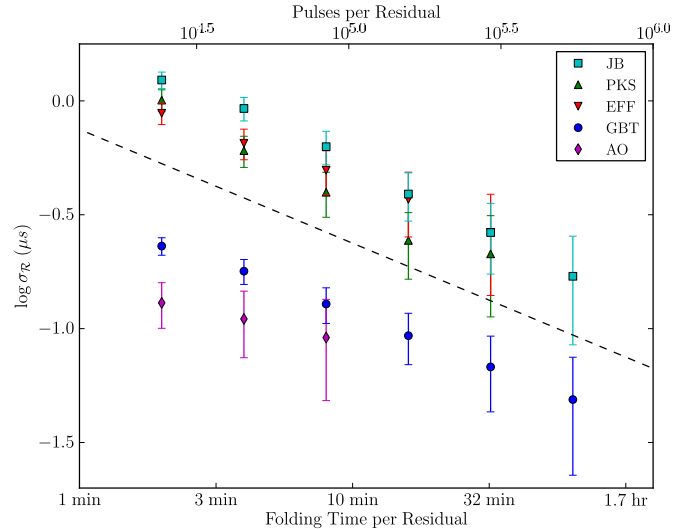 Pulses per Residual
10^4.5 10^5.0 10^5.5 10^6.0
JB
PKS
EFF
GBT
AO
0.0
−0.5
−1.0
−1.5
log σ_R (μs)
1 min 3 min 10 min 32 min 1.7 hr
Folding Time per Residual